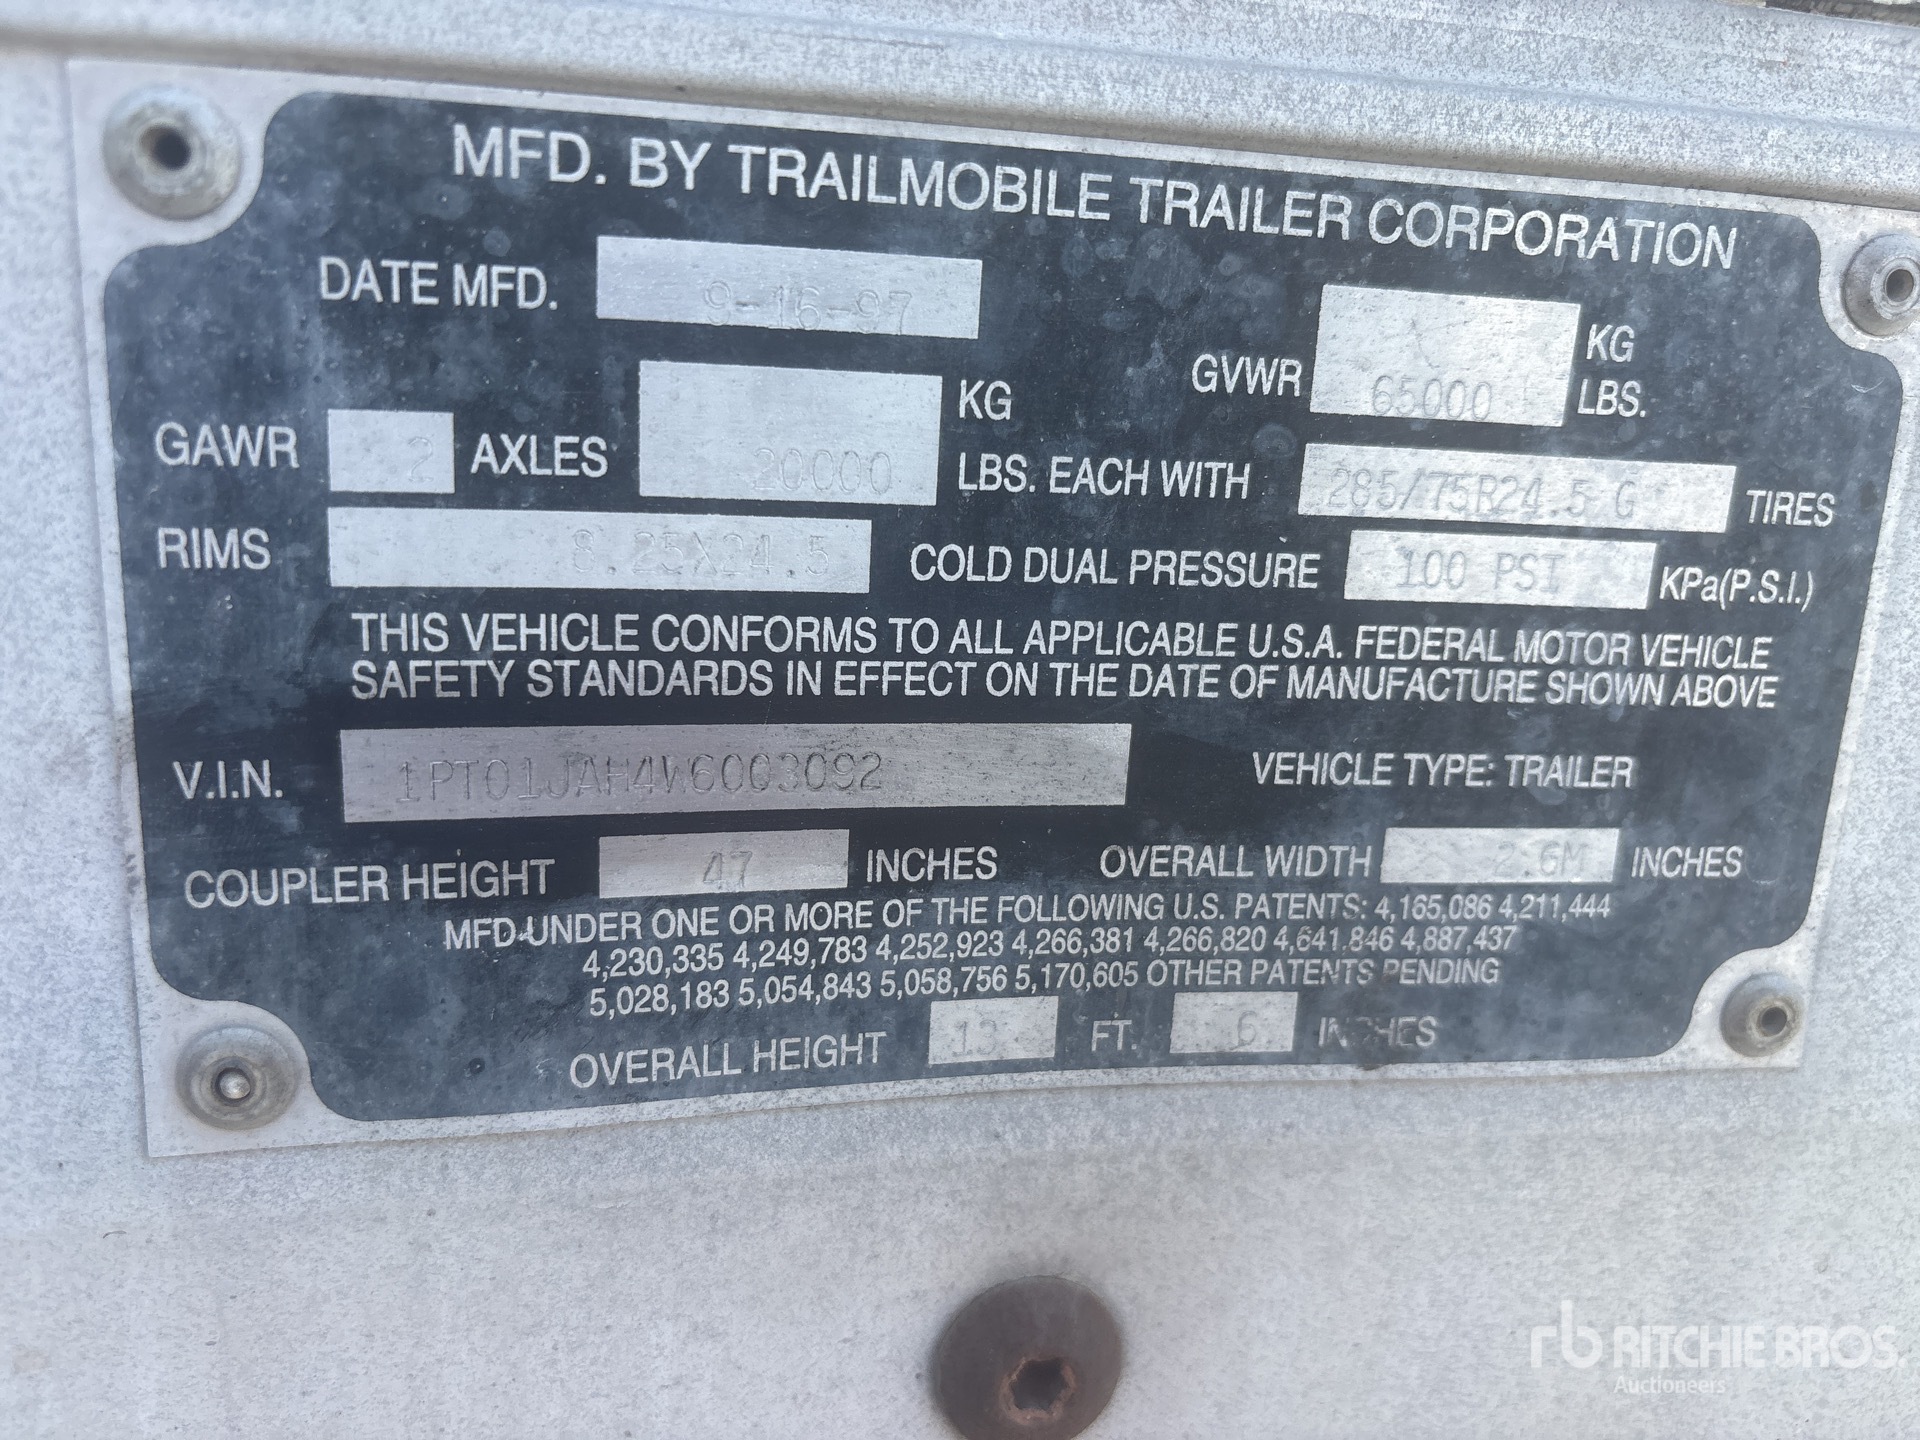 MFD. BY TRAILMOBILE TRAILER CORPORATION
DATE MFD. 9-16-97
GVWR 65000 KG LBS.
GAWR 2 AXLES 20000 KG LBS. EACH WITH 285/75R24.5 G TIRES
RIMS 8.25X24.5 COLD DUAL PRESSURE 100 PSI KPa(P.S.I.)
THIS VEHICLE CONFORMS TO ALL APPLICABLE U.S.A. FEDERAL MOTOR VEHICLE
SAFETY STANDARDS IN EFFECT ON THE DATE OF MANUFACTURE SHOWN ABOVE
V.I.N. 1PT01JAH4W6003092 VEHICLE TYPE: TRAILER
COUPLER HEIGHT 47 INCHES OVERALL WIDTH 2.6M INCHES
MFD UNDER ONE OR MORE OF THE FOLLOWING U.S. PATENTS: 4,165,086 4,211,444
4,230,335 4,249,783 4,252,923 4,266,381 4,266,820 4,641,846 4,887,437
5,028,183 5,054,843 5,058,756 5,170,605 OTHER PATENTS PENDING
OVERALL HEIGHT 13 FT. 6 INCHES
rb RITCHIE BROS.
Auctioneers